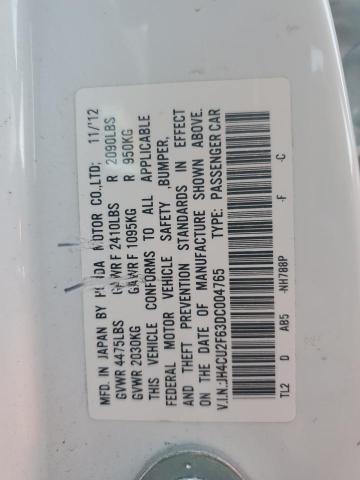 MFD. IN JAPAN BY HONDA MOTOR CO.,LTD. 11/'12
GVWR 4475LBS GAWR F 2410LBS R 2090LBS
GVWR 2030KG GAWR F 1095KG R 950KG
THIS VEHICLE CONFORMS TO ALL APPLICABLE
FEDERAL MOTOR VEHICLE SAFETY ,BUMPER,
AND THEFT PREVENTION STANDARDS IN EFFECT
ON THE DATE OF MANUFACTURE SHOWN ABOVE.
V.I.N.:JH4CU2F63DC004765 TYPE: PASSENGER CAR
TL2 D AB5 -NH788P -F -C